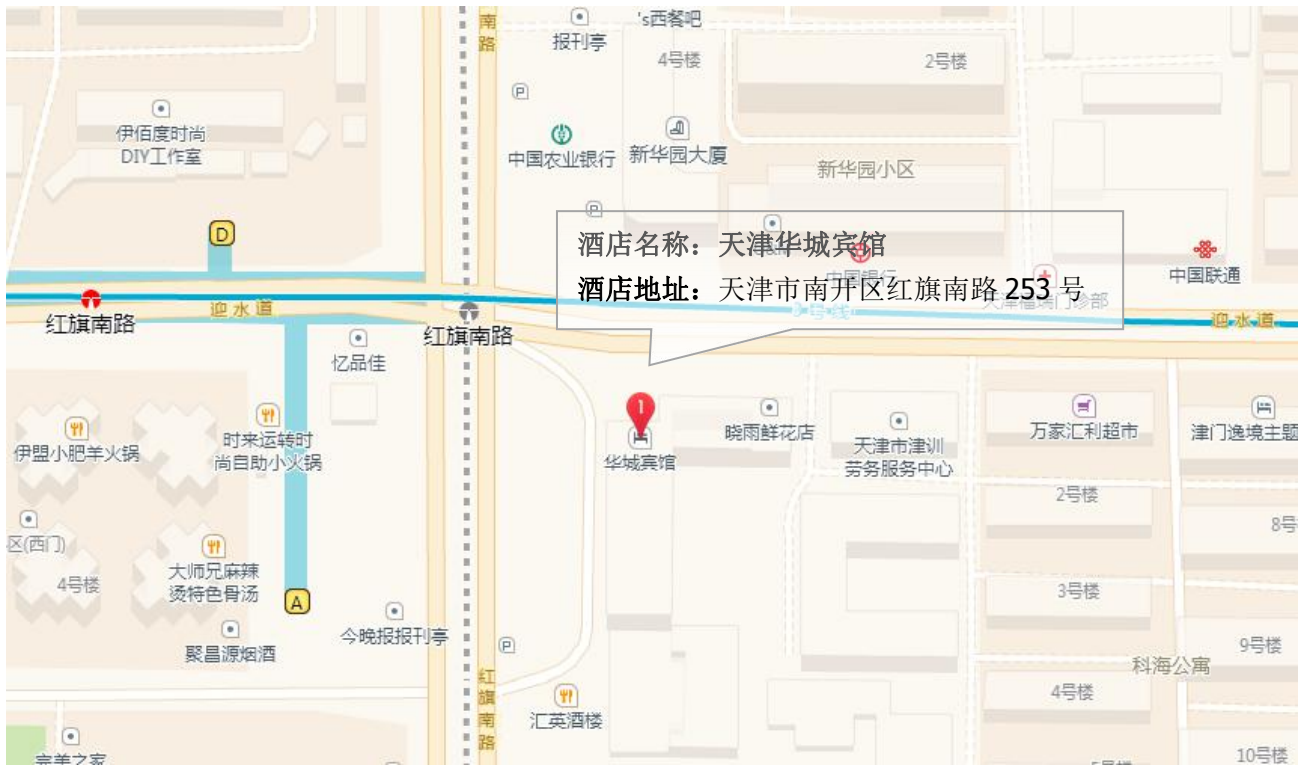 南路
报刊亭
's西餐吧
4号楼
2号楼
P
伊佰度时尚
DIY工作室
中国农业银行
新华园大厦
新华园小区
P
D
酒店名称：天津华城宾馆
酒店地址：天津市南开区红旗南路 253 号
中国银行
中国联通
红旗南路
迎水道
红旗南路
迎水道
忆品佳
1
伊盟小肥羊火锅
时来运转时
尚自助小火锅
华城宾馆
晓雨鲜花店
天津市津训
劳务服务中心
万家汇利超市
津门逸境主题
2号楼
8号
区(西门)
4号楼
大师兄麻辣
烫特色骨汤
A
3号楼
今晚报报刊亭
聚昌源烟酒
P
9号楼
科海公寓
4号楼
红旗南路
汇英酒楼
10号楼